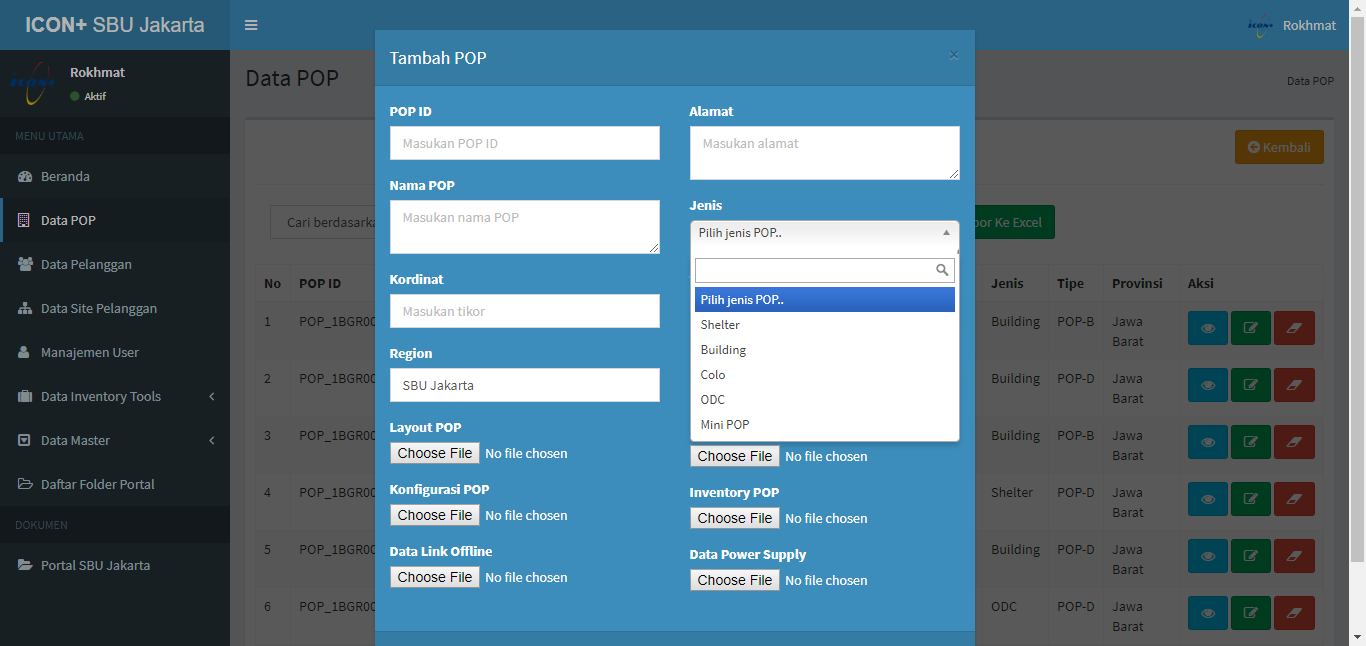 ICON+ SBU Jakarta
Rokhmat
Rokhmat
Aktif
MENU UTAMA
Beranda
Data POP
Data Pelanggan
Data Site Pelanggan
Manajemen User
Data Inventory Tools
Data Master
Daftar Folder Portal
DOKUMEN
Portal SBU Jakarta
Data POP
Data POP
Kembali
Cari berdasarka
por Ke Excel
Tambah POP
×
POP ID
Masukan POP ID
Nama POP
Masukan nama POP
Kordinat
Masukan tikor
Region
SBU Jakarta
Layout POP
Choose File No file chosen
Konfigurasi POP
Choose File No file chosen
Data Link Offline
Choose File No file chosen
Alamat
Masukan alamat
Jenis
Pilih jenis POP..
Pilih jenis POP..
Shelter
Building
Colo
ODC
Mini POP
Choose File No file chosen
Inventory POP
Choose File No file chosen
Data Power Supply
Choose File No file chosen
No POP ID Jenis Tipe Provinsi Aksi
1 POP_1BGR00 Building POP-B Jawa
Barat
2 POP_1BGR00 Building POP-D Jawa
Barat
3 POP_1BGR00 Building POP-B Jawa
Barat
4 POP_1BGR00 Shelter POP-D Jawa
Barat
5 POP_1BGR00 Building POP-D Jawa
Barat
6 POP_1BGR00 ODC POP-D Jawa
Barat